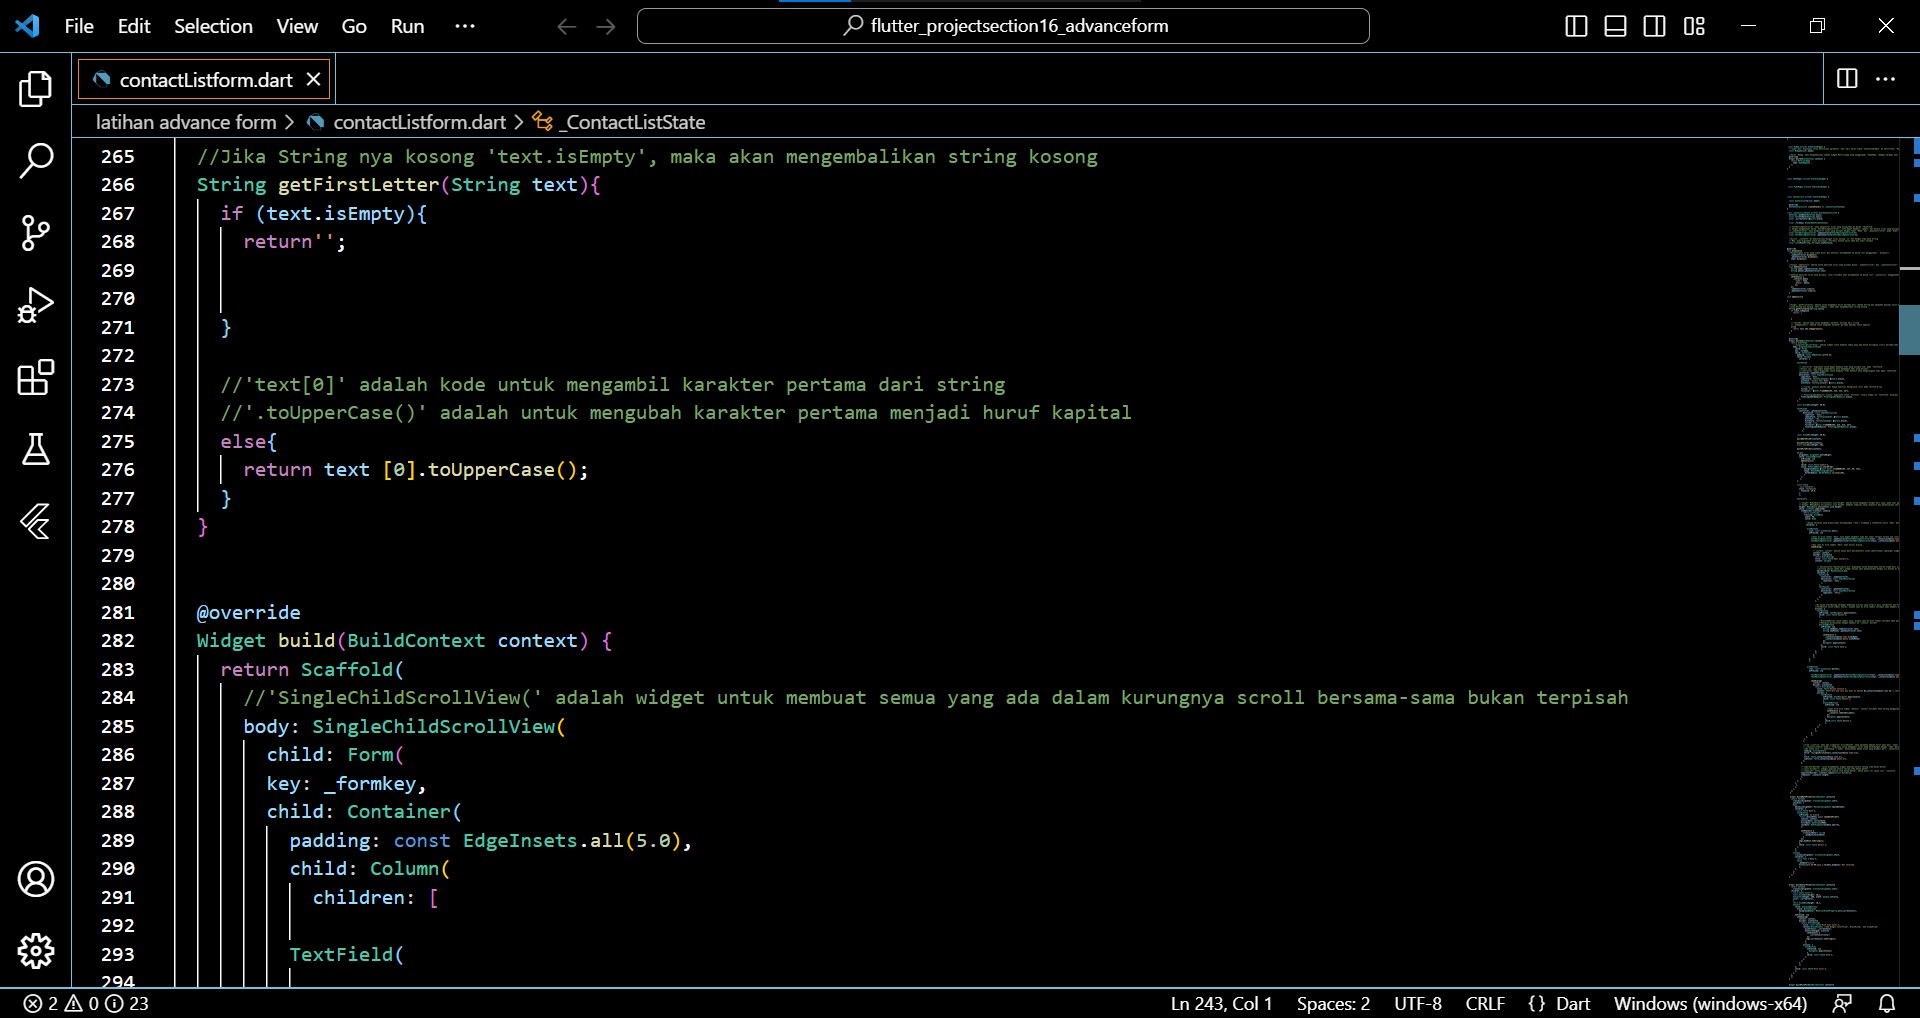 File Edit Selection View Go Run ··· flutter_projectsection16_advanceform
contactListform.dart
latihan advance form > contactListform.dart > _ContactListState
265 //Jika String nya kosong 'text.isEmpty', maka akan mengembalikan string kosong
266 String getFirstLetter(String text){
267 if (text.isEmpty){
268 return'';
269
270
271 }
272
273 //'text[0]' adalah kode untuk mengambil karakter pertama dari string
274 //'.toUpperCase()' adalah untuk mengubah karakter pertama menjadi huruf kapital
275 else{
276 return text [0].toUpperCase();
277 }
278 }
279
280
281 @override
282 Widget build(BuildContext context) {
283 return Scaffold(
284 //'SingleChildScrollView(' adalah widget untuk membuat semua yang ada dalam kurungnya scroll bersama-sama bukan terpisah
285 body: SingleChildScrollView(
286 child: Form(
287 key: _formkey,
288 child: Container(
289 padding: const EdgeInsets.all(5.0),
290 child: Column(
291 children: [
292
293 TextField(
294
2 0 23 Ln 243, Col 1 Spaces: 2 UTF-8 CRLF {} Dart Windows (windows-x64)